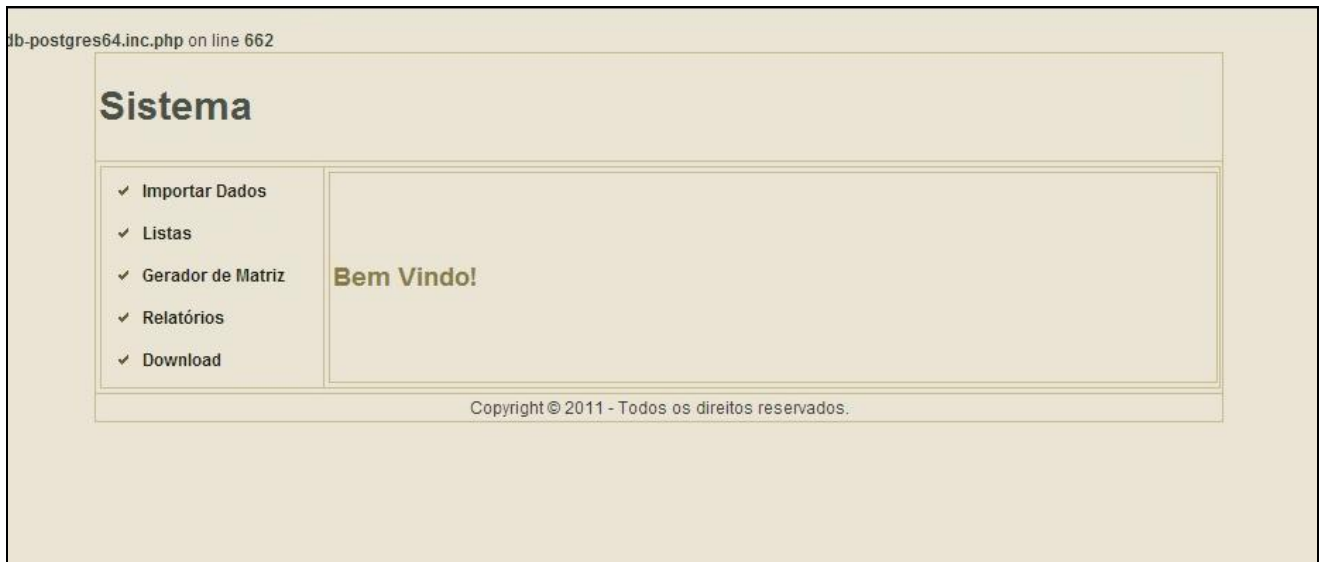 db-postgres64.inc.php on line 662
Sistema
Importar Dados
Listas
Gerador de Matriz
Relatórios
Download
Bem Vindo!
Copyright © 2011 - Todos os direitos reservados.